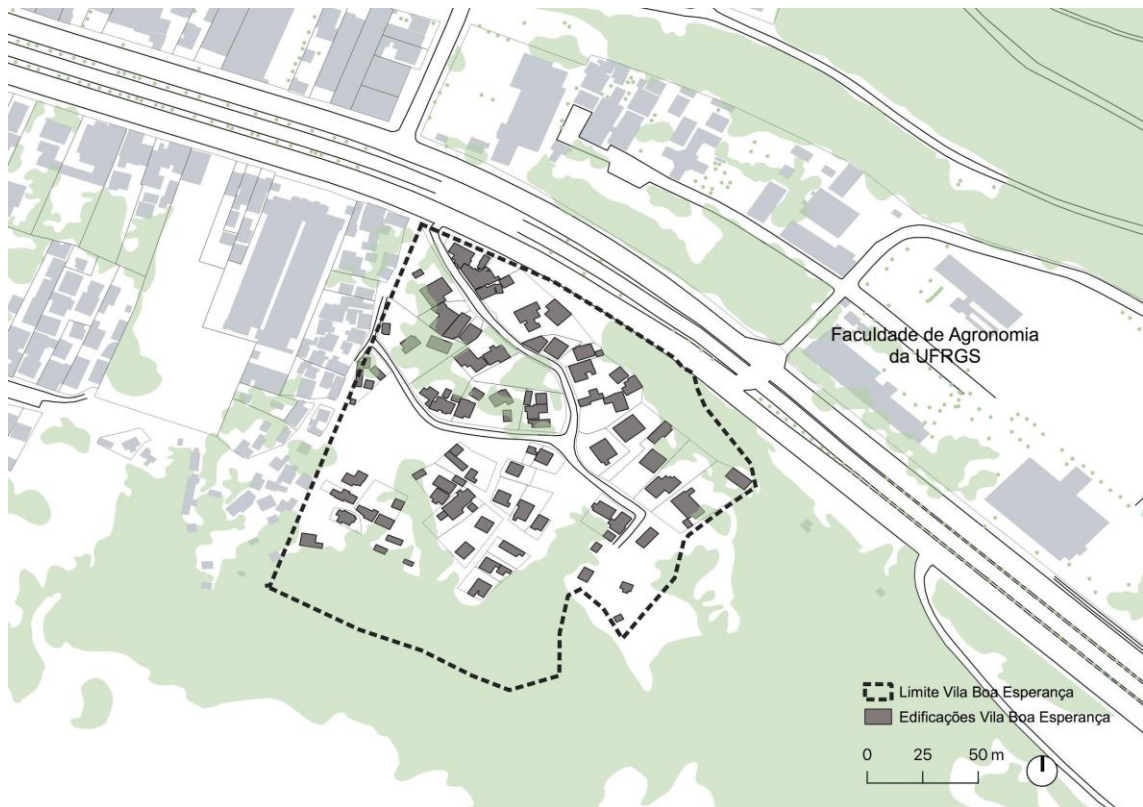 Faculdade de Agronomia
da UFRGS
Limite Vila Boa Esperança
Edificações Vila Boa Esperança
0 25 50 m